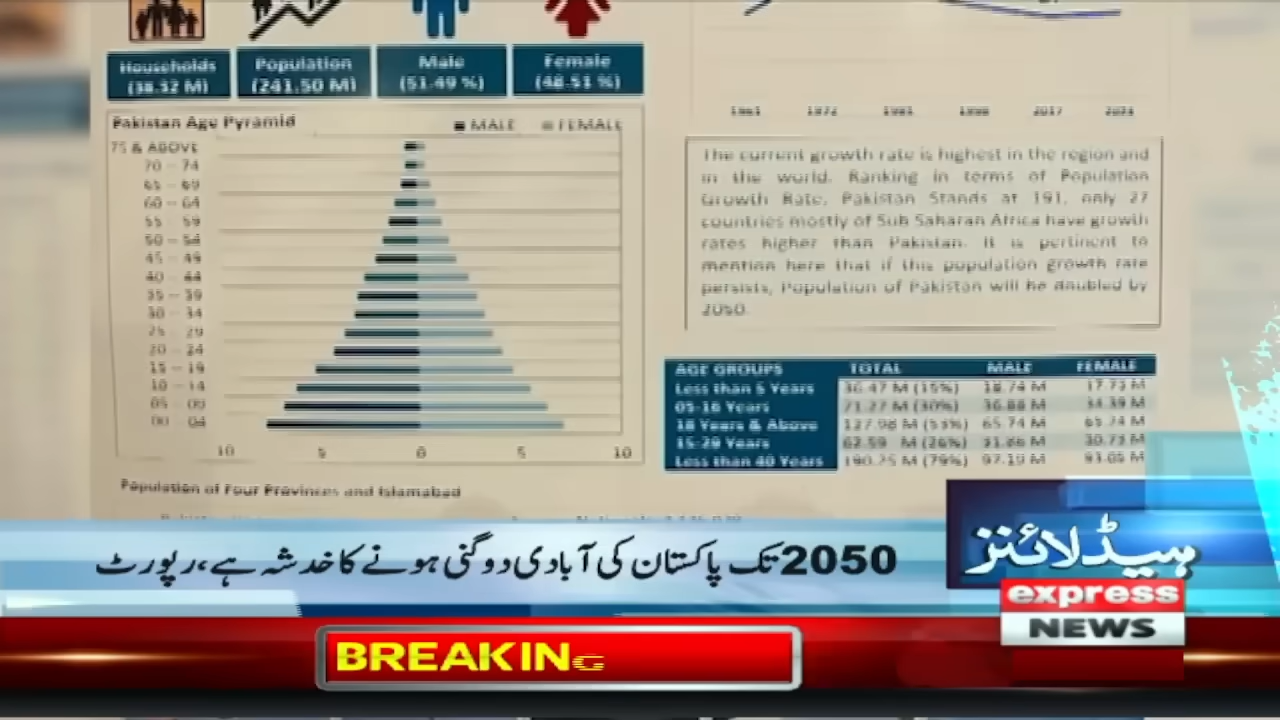 Households
(38.32 M)
Population
(241.50 M)
Male
(51.49 %)
Female
(48.51 %)
1961 1972 1981 1998 2017 2023
Pakistan Age Pyramid
MALE FEMALE
75 & ABOVE
70 - 74
65 - 69
60 - 64
55 - 59
50 - 54
45 - 49
40 - 44
35 - 39
30 - 34
25 - 29
20 - 24
15 - 19
10 - 14
05 - 09
00 - 04
10 5 0 5 10
The current growth rate is highest in the region and
in the world. Ranking in terms of Population
Growth Rate, Pakistan Stands at 191, only 27
countries mostly of Sub Saharan Africa have growth
rates higher than Pakistan. It is pertinent to
mention here that if this population growth rate
persists, Population of Pakistan will be doubled by
2050.
AGE GROUPS TOTAL MALE FEMALE
Less than 5 Years 36.47 M (15%) 18.74 M 17.73 M
05-16 Years 71.27 M (30%) 36.88 M 34.39 M
18 Years & Above 127.98 M (53%) 65.74 M
15-29 Years 62.59 M (26%) 31.86 M 30.73 M
Less than 40 Years 190.25 M (79%) 97.19 M 93.05 M
Population of Four Provinces and Islamabad
2050 تک پاکستان کی آبادی دوگنی ہونے کا خدشہ ہے، رپورٹ
ہیڈلائنز
express
NEWS
BREAKING